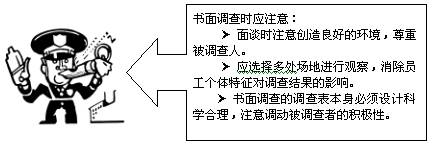 书面调查时应注意：
➢ 面谈时注意创造良好的环境，尊重
被调查人。
➢ 应选择多处场地进行观察，消除员
工个体特征对调查结果的影响。
➢ 书面调查的调查表本身必须设计科
学合理，注意调动被调查者的积极性。